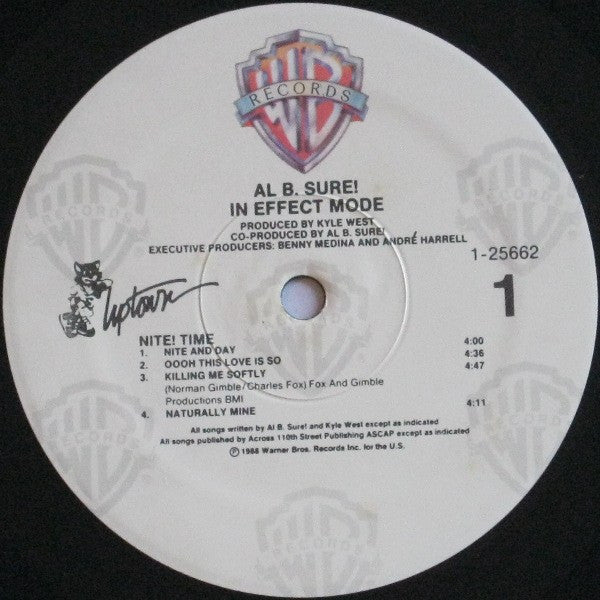 WB
RECORDS
AL B. SURE!
IN EFFECT MODE
PRODUCED BY KYLE WEST
CO-PRODUCED BY AL B. SURE!
EXECUTIVE PRODUCERS: BENNY MEDINA AND ANDRÉ HARRELL
1-25662
Uptown
1
NITE! TIME
1. NITE AND DAY 4:00
2. OOOH THIS LOVE IS SO 4:36
3. KILLING ME SOFTLY 4:47
(Norman Gimble/Charles Fox) Fox And Gimble
Productions BMI
4. NATURALLY MINE 4:11
All songs written by Al B. Sure! and Kyle West except as indicated
All songs published by Across 110th Street Publishing ASCAP except as indicated
℗ 1988 Warner Bros. Records Inc. for the U.S.